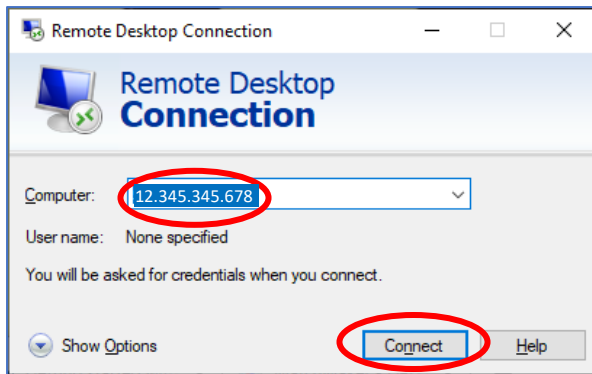 Remote Desktop Connection
Remote Desktop
Connection
Computer: 12.345.345.678
User name: None specified
You will be asked for credentials when you connect.
Show Options Connect Help